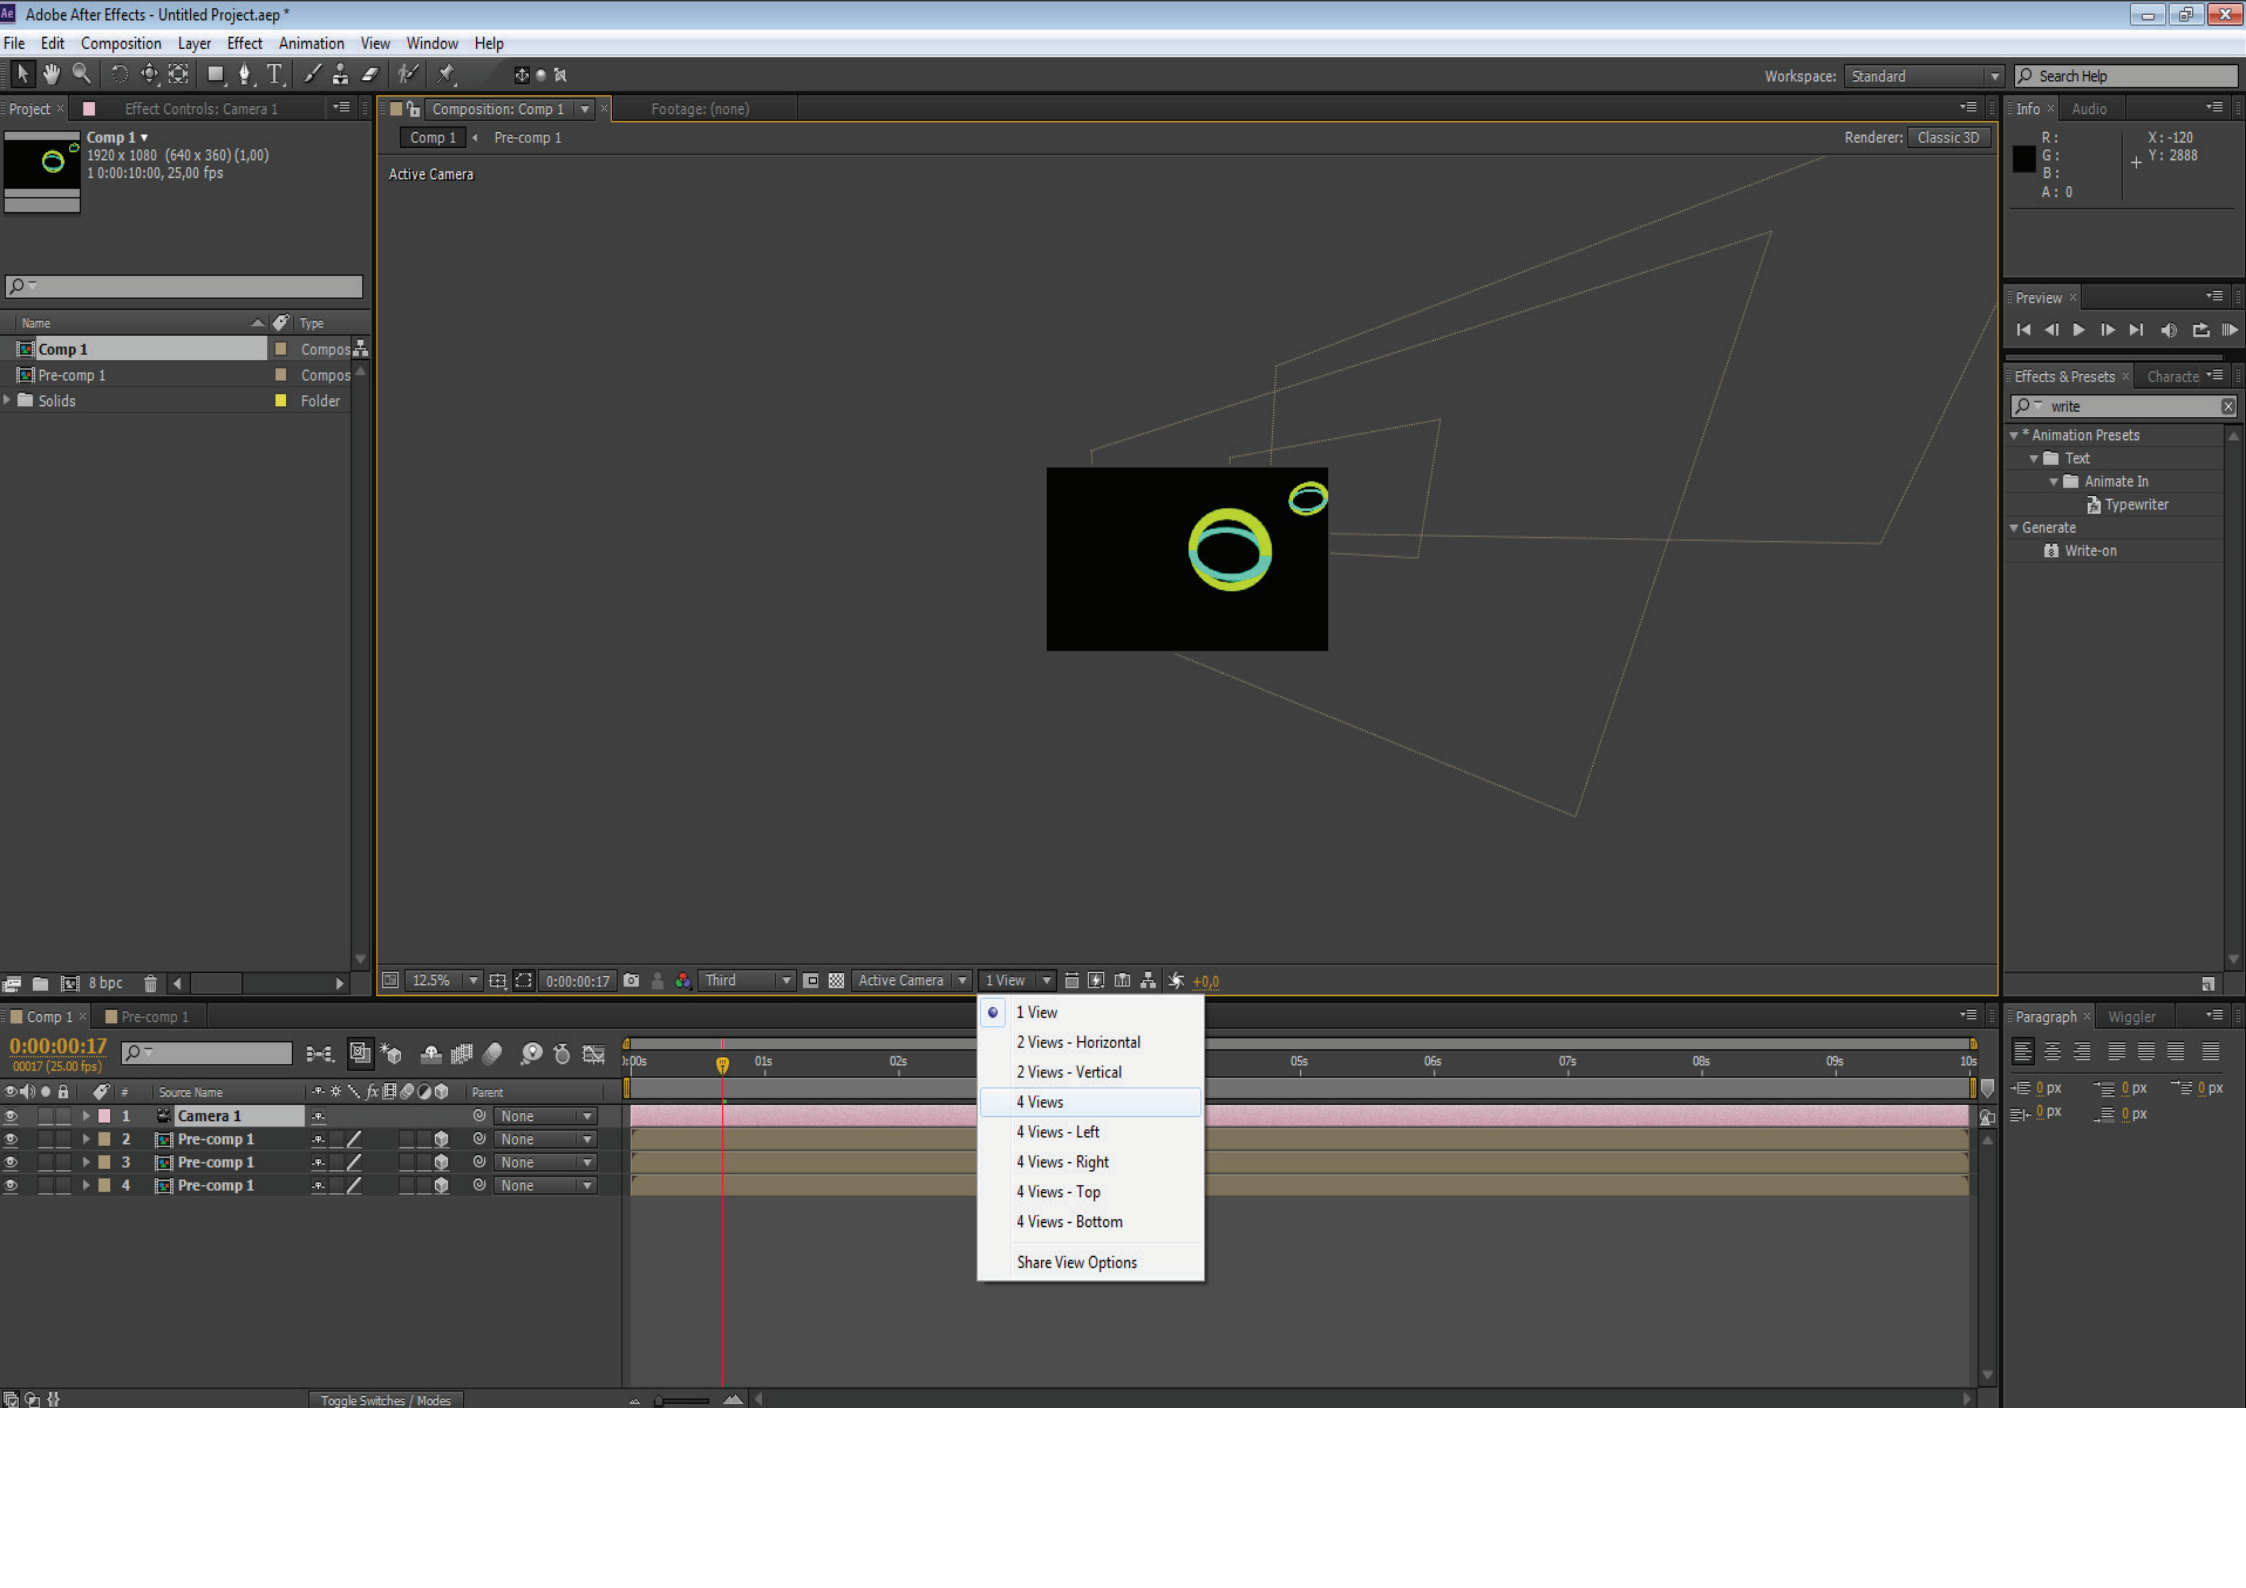 Adobe After Effects - Untitled Project.aep *
File Edit Composition Layer Effect Animation View Window Help
Workspace: Standard Search Help
Project Effect Controls: Camera 1
Comp 1
1920 x 1080 (640 x 360) (1,00)
1 0:00:10:00, 25,00 fps
Name Type
Comp 1 Compos
Pre-comp 1 Compos
Solids Folder
8 bpc
Composition: Comp 1 Footage: (none)
Comp 1 Pre-comp 1 Renderer: Classic 3D
Active Camera
12.5% 0:00:00:17 Third Active Camera 1 View +0,0
1 View
2 Views - Horizontal
2 Views - Vertical
4 Views
4 Views - Left
4 Views - Right
4 Views - Top
4 Views - Bottom
Share View Options
Info Audio
R: X: -120
G: Y: 2888
B:
A: 0
Preview
Effects & Presets Characte
write
* Animation Presets
Text
Animate In
Typewriter
Generate
Write-on
Comp 1 Pre-comp 1
0:00:00:17
00017 (25.00 fps)
:00s 01s 02s 05s 06s 07s 08s 09s 10s
# Source Name fx Parent
1 Camera 1 None
2 Pre-comp 1 None
3 Pre-comp 1 None
4 Pre-comp 1 None
Toggle Switches / Modes
Paragraph Wiggler
0 px 0 px 0 px
0 px 0 px